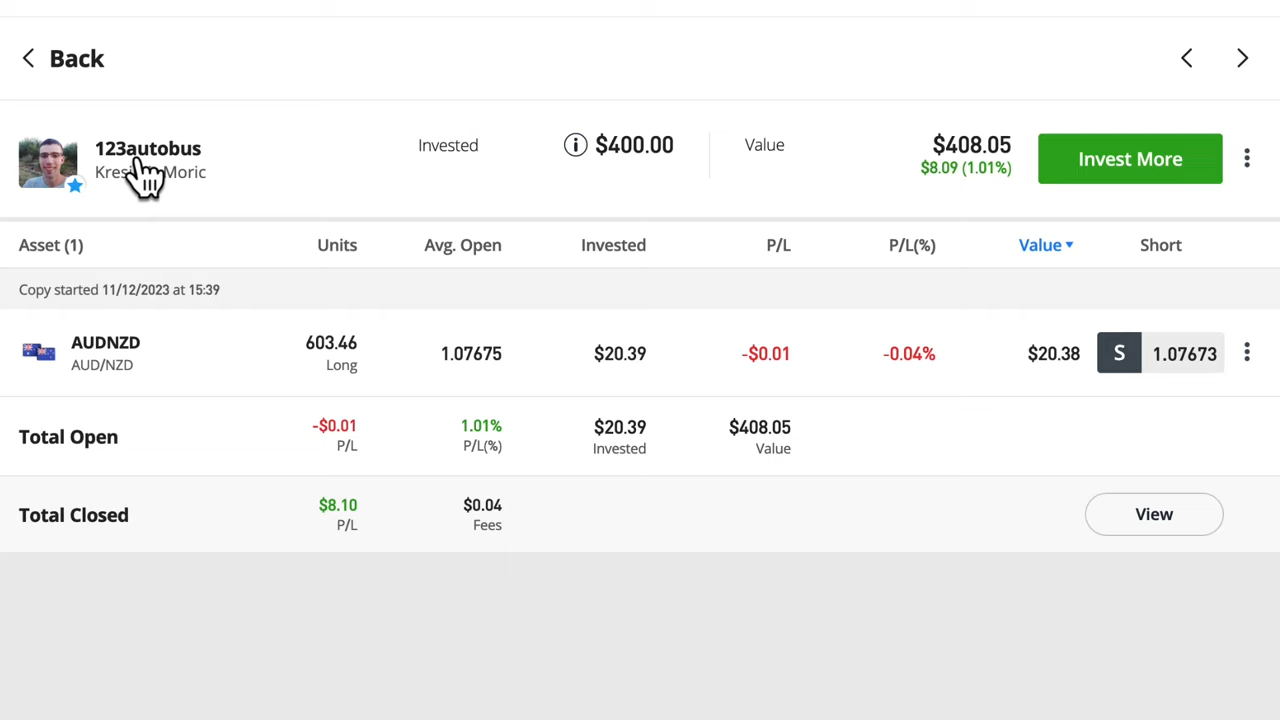 Back
123autobus
Moric
Invested
$400.00
Value
$408.05
$8.09 (1.01%)
Invest More
Asset (1)
Units
Avg. Open
Invested
P/L
P/L(%)
Value
Short
Copy started 11/12/2023 at 15:39
AUDNZD
AUD/NZD
603.46
Long
1.07675
$20.39
-$0.01
-0.04%
$20.38
S
1.07673
Total Open
-$0.01
P/L
1.01%
P/L(%)
$20.39
Invested
$408.05
Value
Total Closed
$8.10
P/L
$0.04
Fees
View